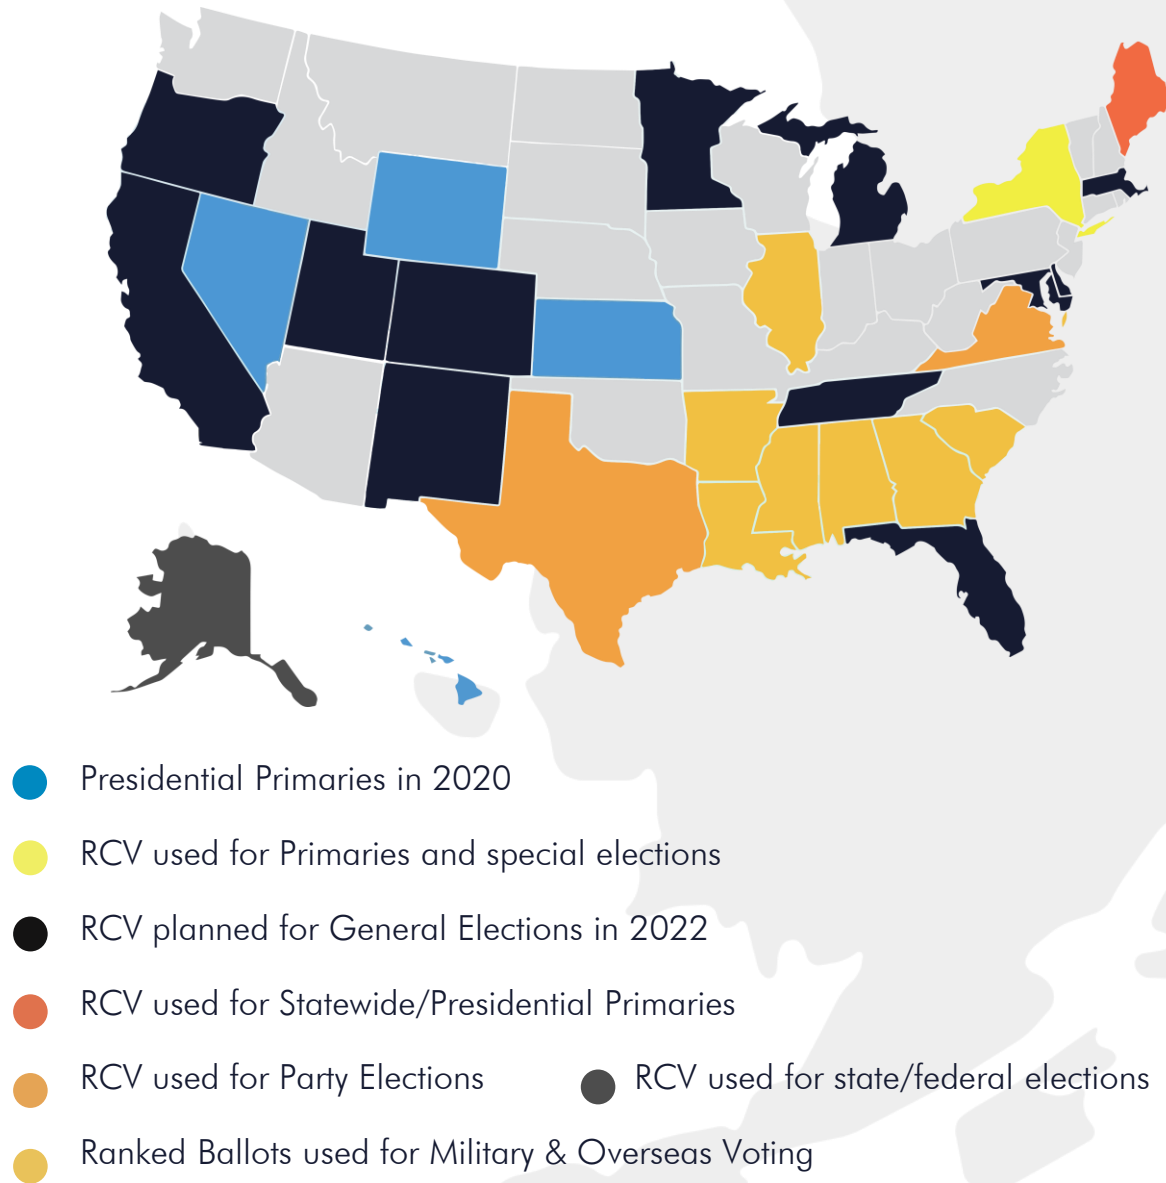 Presidential Primaries in 2020
RCV used for Primaries and special elections
RCV planned for General Elections in 2022
RCV used for Statewide/Presidential Primaries
RCV used for Party Elections
RCV used for state/federal elections
Ranked Ballots used for Military & Overseas Voting